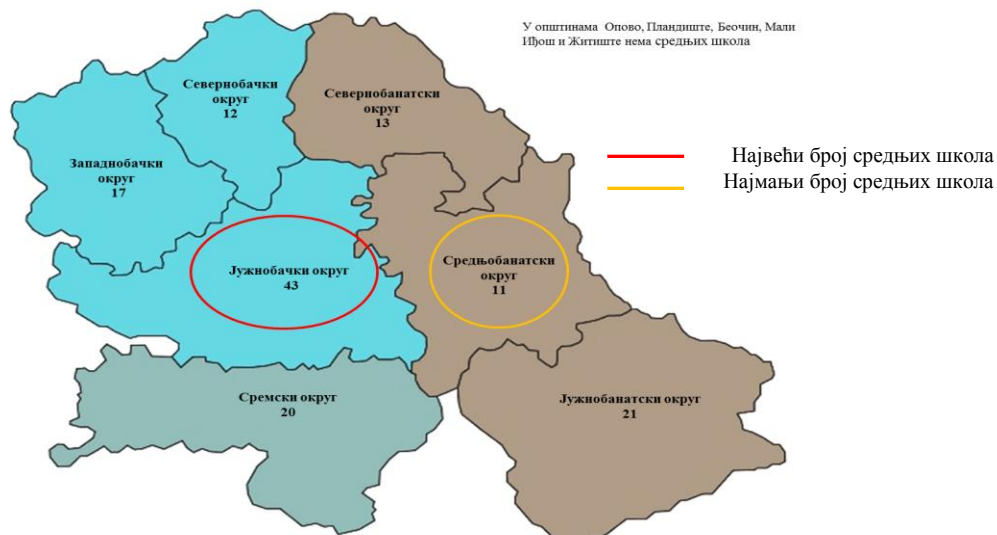 У општинама Опово, Пландиште, Беочин, Мали
Иђош и Житиште нема средњих школа
Севернобачки
округ
12
Севернобанатски
округ
13
Западнобачки
округ
17
Највећи број средњих школа
Најмањи број средњих школа
Јужнобачки округ
43
Средњобанатски
округ
11
Сремски округ
20
Јужнобанатски округ
21